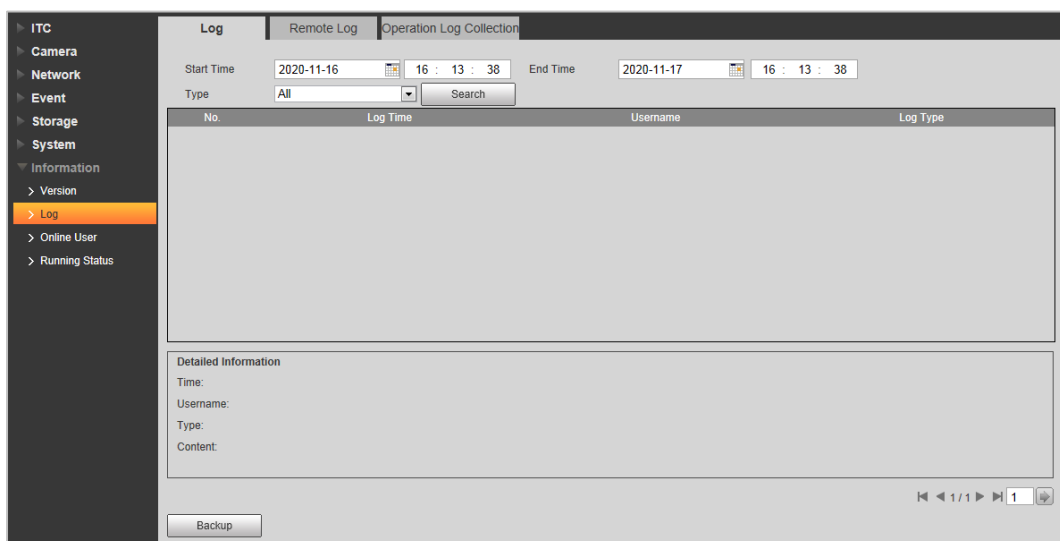 ITC
Camera
Network
Event
Storage
System
Information
Version
Log
Online User
Running Status
Log Remote Log Operation Log Collection
Start Time 2020-11-16 16 : 13 : 38 End Time 2020-11-17 16 : 13 : 38
Type All Search
No. Log Time Username Log Type
Detailed Information
Time:
Username:
Type:
Content:
1 / 1 1
Backup